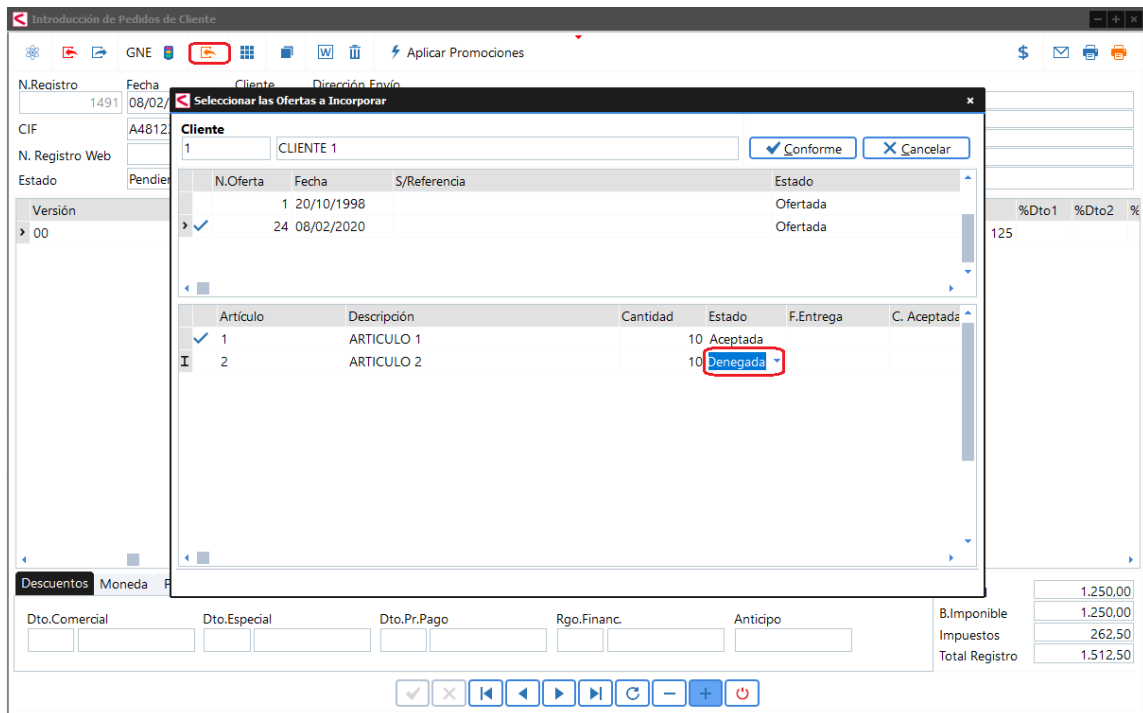 Introducción de Pedidos de Cliente
GNE W Aplicar Promociones $
N.Registro Fecha Cliente Dirección Envío
1491 08/02/
Seleccionar las Ofertas a Incorporar
CIF A4812
Cliente
1 CLIENTE 1 Conforme Cancelar
N. Registro Web
Estado Pendien
N.Oferta Fecha S/Referencia Estado
1 20/10/1998 Ofertada
24 08/02/2020 Ofertada
Versión %Dto1 %Dto2 %
00 125
Artículo Descripción Cantidad Estado F.Entrega C. Aceptada
1 ARTICULO 1 10 Aceptada
2 ARTICULO 2 10 Denegada
Descuentos Moneda P
1.250,00
Dto.Comercial Dto.Especial Dto.Pr.Pago Rgo.Financ. Anticipo
B.Imponible 1.250,00
Impuestos 262,50
Total Registro 1.512,50